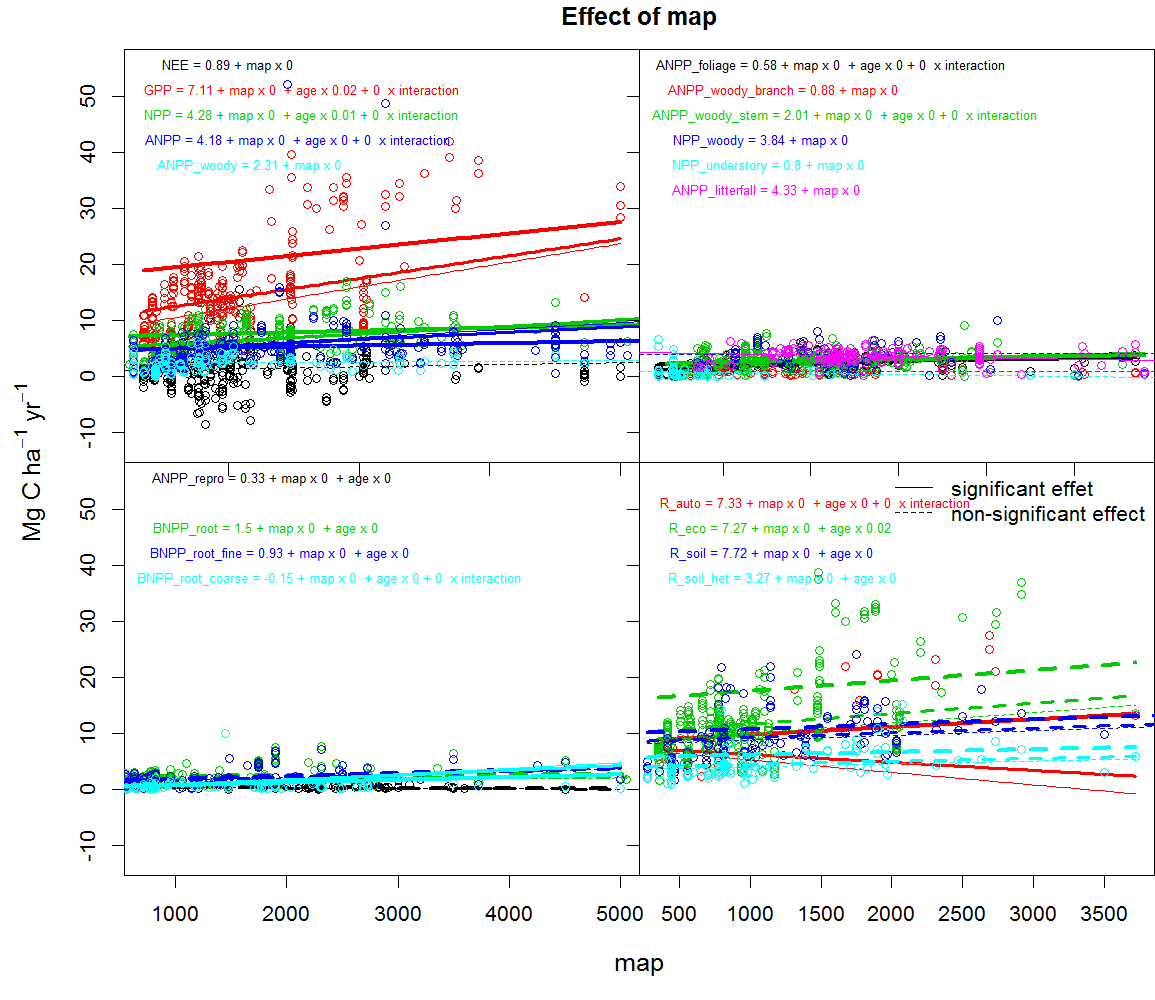 Effect of map
NEE = 0.89 + map x 0
GPP = 7.11 + map x 0 + age x 0.02 + 0 x interaction
NPP = 4.28 + map x 0 + age x 0.01 + 0 x interaction
ANPP = 4.18 + map x 0 + age x 0 + 0 x interaction
ANPP_woody = 2.31 + map x 0
ANPP_foliage = 0.58 + map x 0 + age x 0 + 0 x interaction
ANPP_woody_branch = 0.88 + map x 0
ANPP_woody_stem = 2.01 + map x 0 + age x 0 + 0 x interaction
NPP_woody = 3.84 + map x 0
NPP_understory = 0.8 + map x 0
ANPP_litterfall = 4.33 + map x 0
50
40
30
20
10
0
-10
Mg C ha⁻¹ yr⁻¹
ANPP_repro = 0.33 + map x 0 + age x 0
BNPP_root = 1.5 + map x 0 + age x 0
BNPP_root_fine = 0.93 + map x 0 + age x 0
BNPP_root_coarse = -0.15 + map x 0 + age x 0 + 0 x interaction
significant effet
non-significant effect
R_auto = 7.33 + map x 0 + age x 0 + 0 x interaction
R_eco = 7.27 + map x 0 + age x 0.02
R_soil = 7.72 + map x 0 + age x 0
R_soil_het = 3.27 + map x 0 + age x 0
50
40
30
20
10
0
-10
1000 2000 3000 4000 5000
500 1000 1500 2000 2500 3000 3500
map